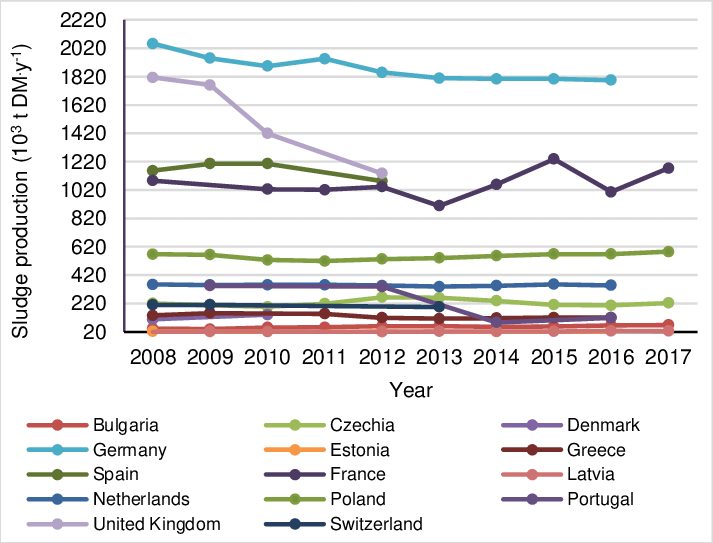 Sludge production (10³ t DM·y⁻¹)
2220
2020
1820
1620
1420
1220
1020
820
620
420
220
20
2008 2009 2010 2011 2012 2013 2014 2015 2016 2017
Year
Bulgaria Czechia Denmark
Germany Estonia Greece
Spain France Latvia
Netherlands Poland Portugal
United Kingdom Switzerland